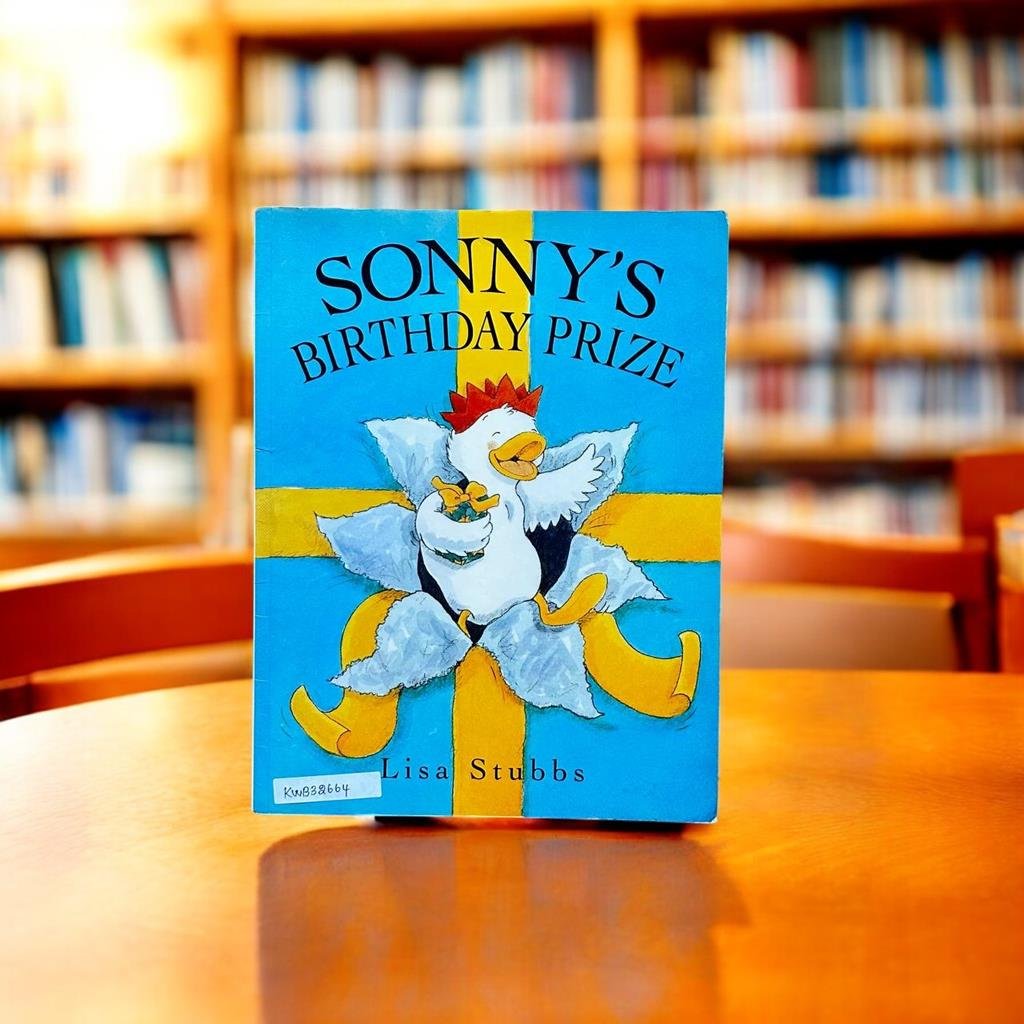 SONNY'S
BIRTHDAY PRIZE
Lisa Stubbs
KWB32664